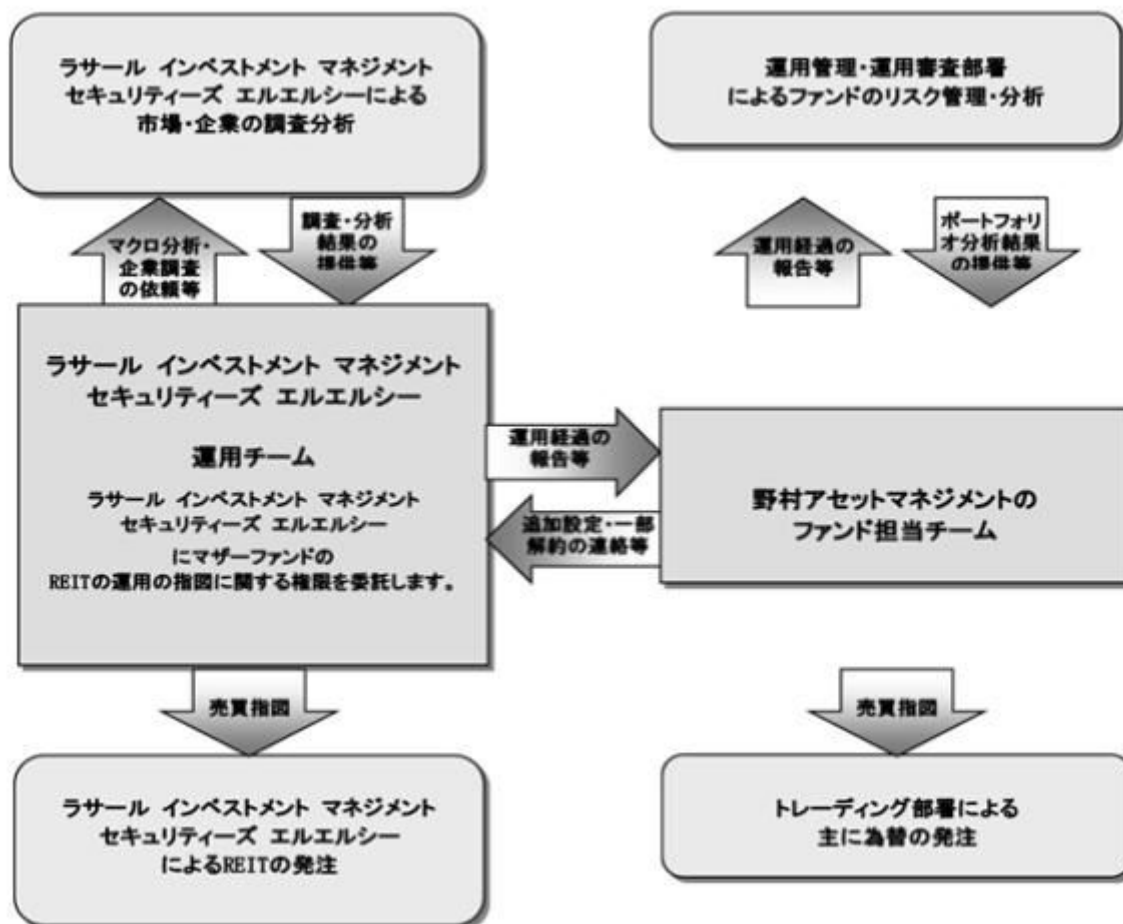 ラサール インベストメント マネジメント
セキュリティーズ エルエルシーによる
市場・企業の調査分析
運用管理・運用審査部署
によるファンドのリスク管理・分析
マクロ分析・
企業調査
の依頼等
調査・分析
結果の
提供等
運用経過の
報告等
ポートフォリ
オ分析結果
の提供等
ラサール インベストメント マネジメント
セキュリティーズ エルエルシー
運用チーム
ラサール インベストメント マネジメント
セキュリティーズ エルエルシー
にマザーファンドの
REITの運用の指図に関する権限を委託します。
運用経過の
報告等
追加設定・一部
解約の連絡等
野村アセットマネジメントの
ファンド担当チーム
売買指図
売買指図
ラサール インベストメント マネジメント
セキュリティーズ エルエルシー
によるREITの発注
トレーディング部署による
主に為替の発注